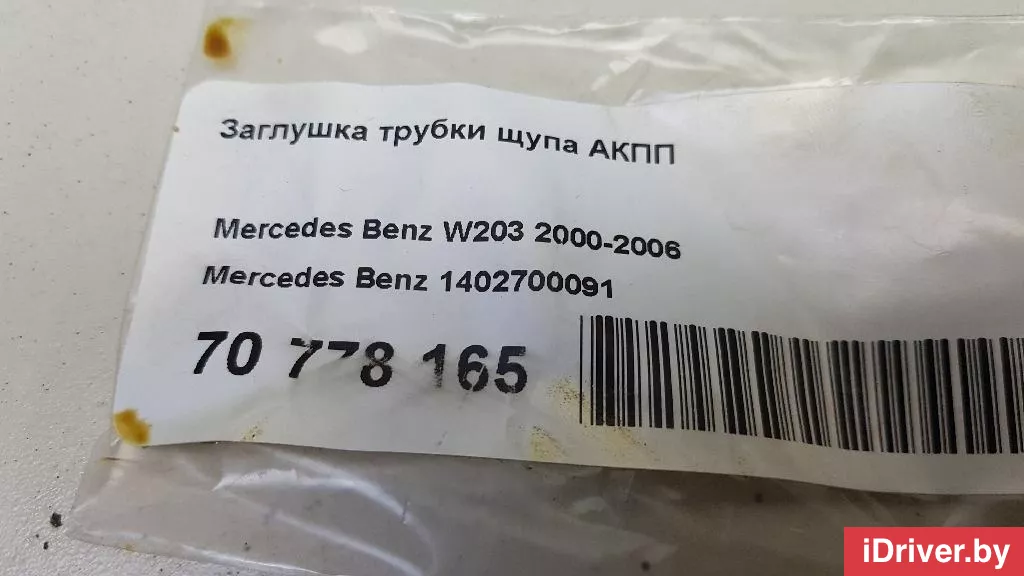 Заглушка трубки щупа АКПП
Mercedes Benz W203 2000-2006
Mercedes Benz 1402700091
70 778 165
iDriver.by